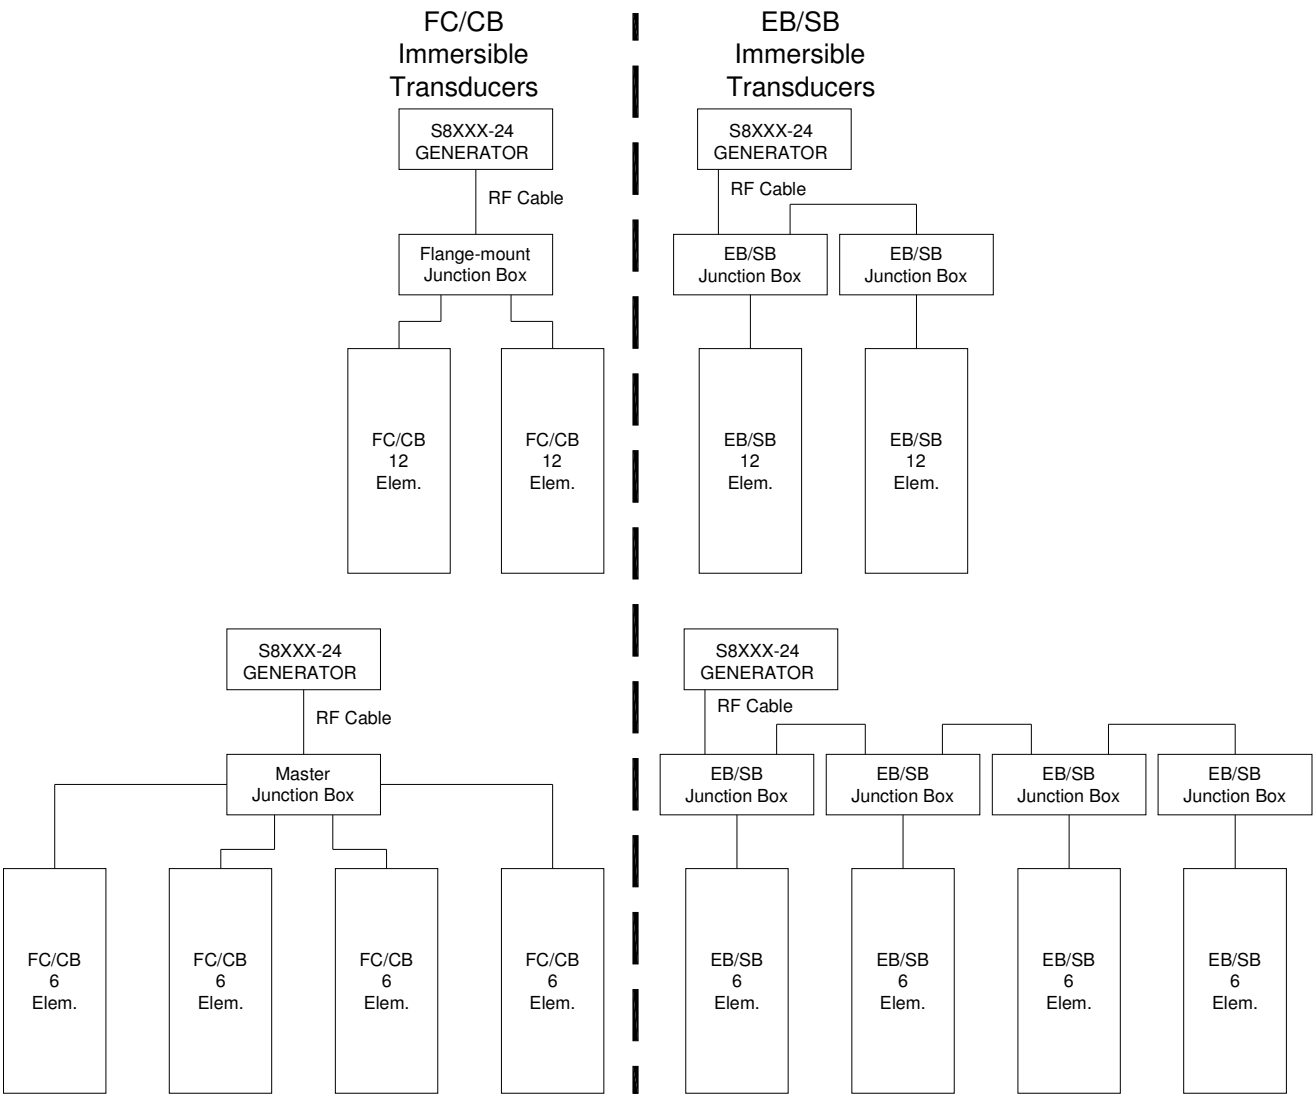 FC/CB
Immersible
Transducers
S8XXX-24
GENERATOR
RF Cable
Flange-mount
Junction Box
FC/CB
12
Elem.
FC/CB
12
Elem.
EB/SB
Immersible
Transducers
S8XXX-24
GENERATOR
RF Cable
EB/SB
Junction Box
EB/SB
Junction Box
EB/SB
12
Elem.
EB/SB
12
Elem.
S8XXX-24
GENERATOR
RF Cable
Master
Junction Box
FC/CB
6
Elem.
FC/CB
6
Elem.
FC/CB
6
Elem.
FC/CB
6
Elem.
S8XXX-24
GENERATOR
RF Cable
EB/SB
Junction Box
EB/SB
Junction Box
EB/SB
Junction Box
EB/SB
Junction Box
EB/SB
6
Elem.
EB/SB
6
Elem.
EB/SB
6
Elem.
EB/SB
6
Elem.